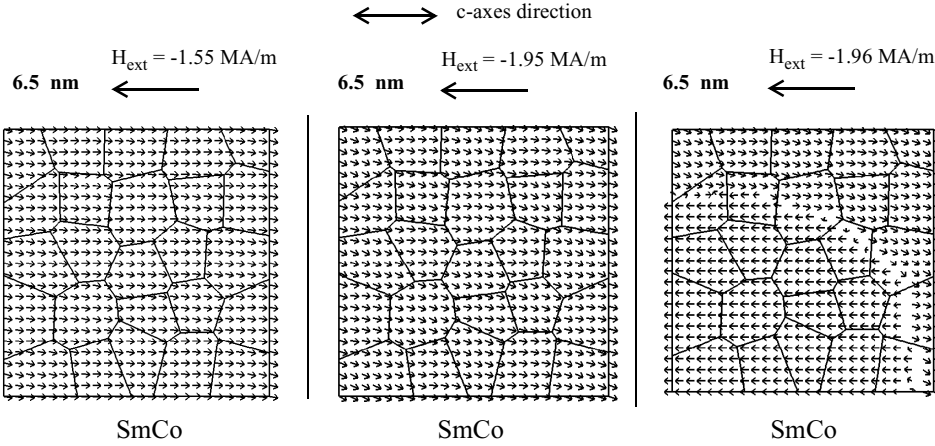 c-axes direction
H_ext = -1.55 MA/m
6.5 nm
H_ext = -1.95 MA/m
6.5 nm
H_ext = -1.96 MA/m
6.5 nm
SmCo
SmCo
SmCo